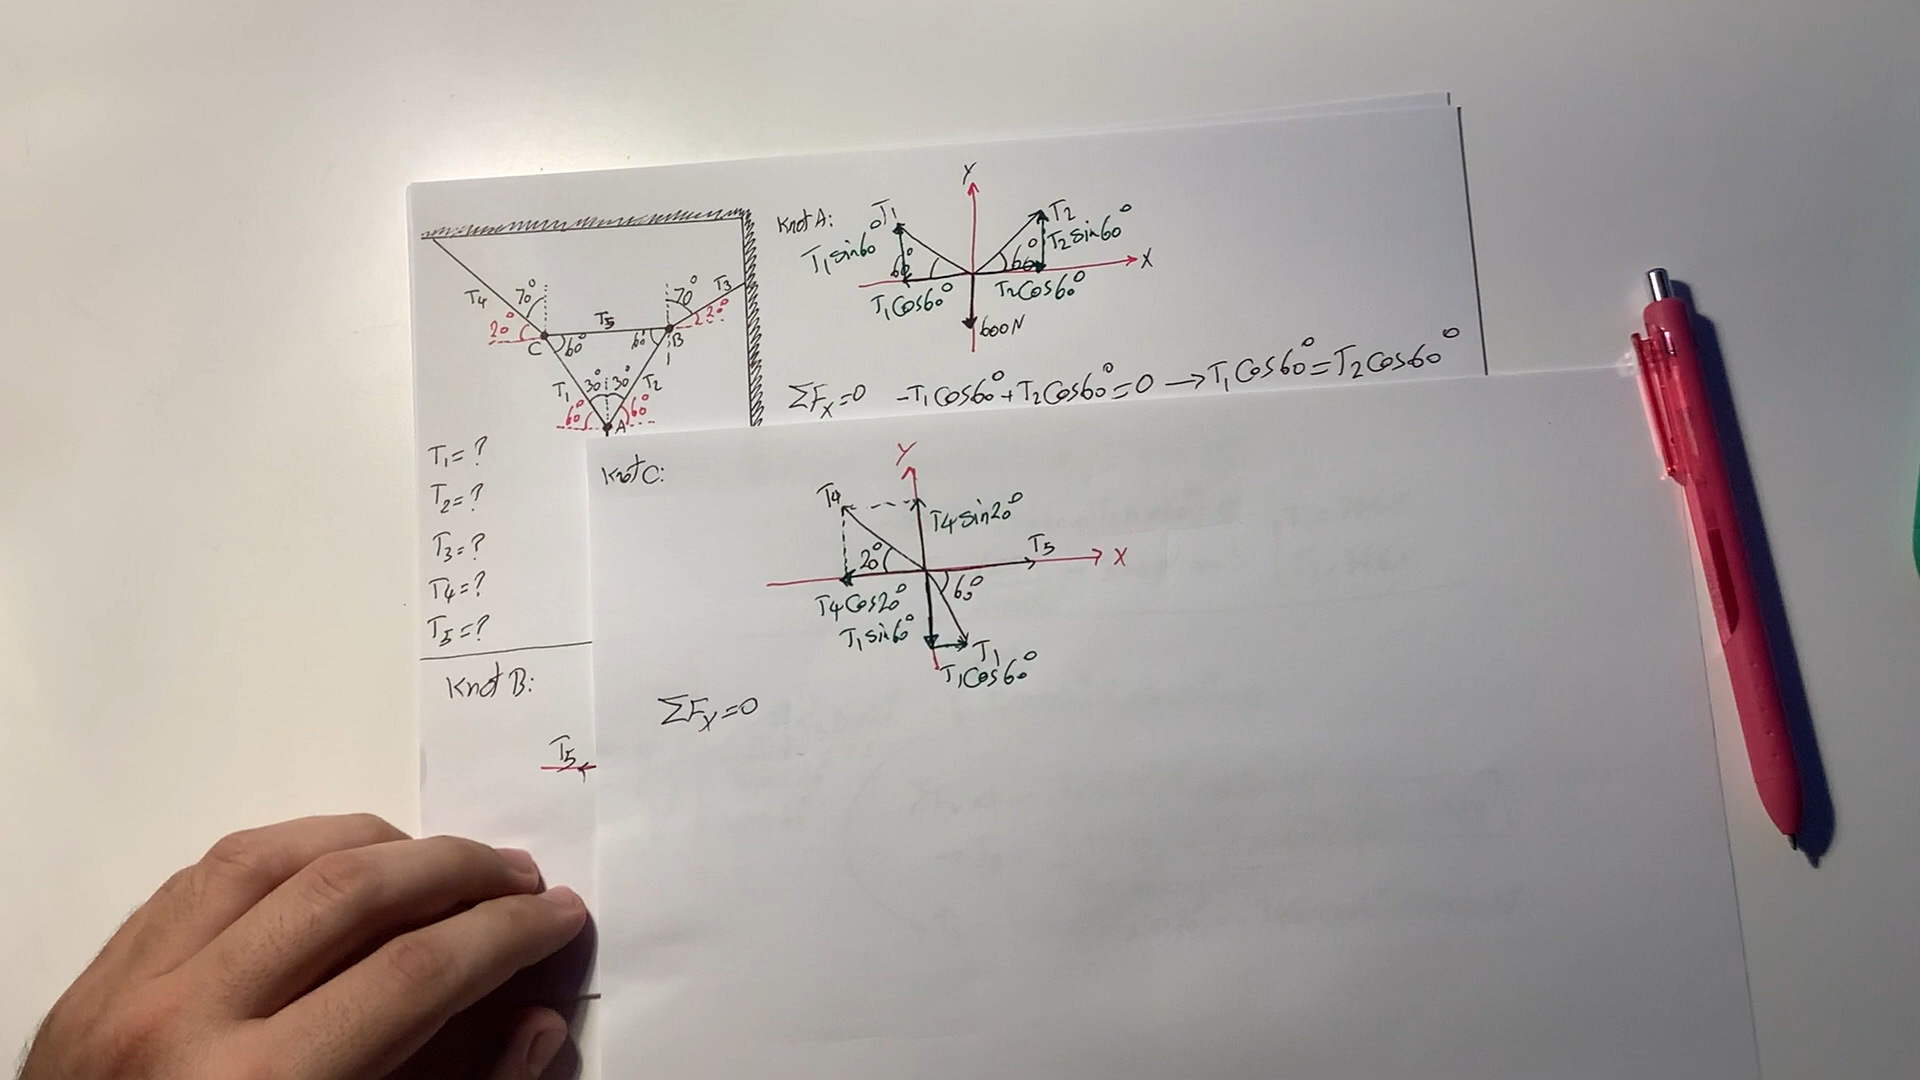 Knot A:
Y
T1
T2
T1 sin60°
T2 sin60°
60°
60°
X
T1 Cos60°
T2 Cos60°
600N
ΣFx=0 -T1 Cos60°+T2 Cos60°=0 → T1 Cos60°=T2 Cos60°
T4
70°
70°
T3
20°
T5
20°
C
60°
60°
B
T1
30°
30°
T2
60°
60°
A
T1=?
T2=?
T3=?
T4=?
T5=?
Knot B:
T5
Knot C:
Y
T4
T4 sin20°
20°
T5
X
60°
T4 Cos20°
T1 sin60°
T1
T1 Cos60°
ΣFx=0